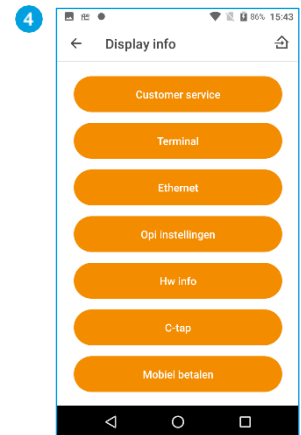 4
86% 15:43
Display info
Customer service
Terminal
Ethernet
Opi instellingen
Hw info
C-tap
Mobiel betalen